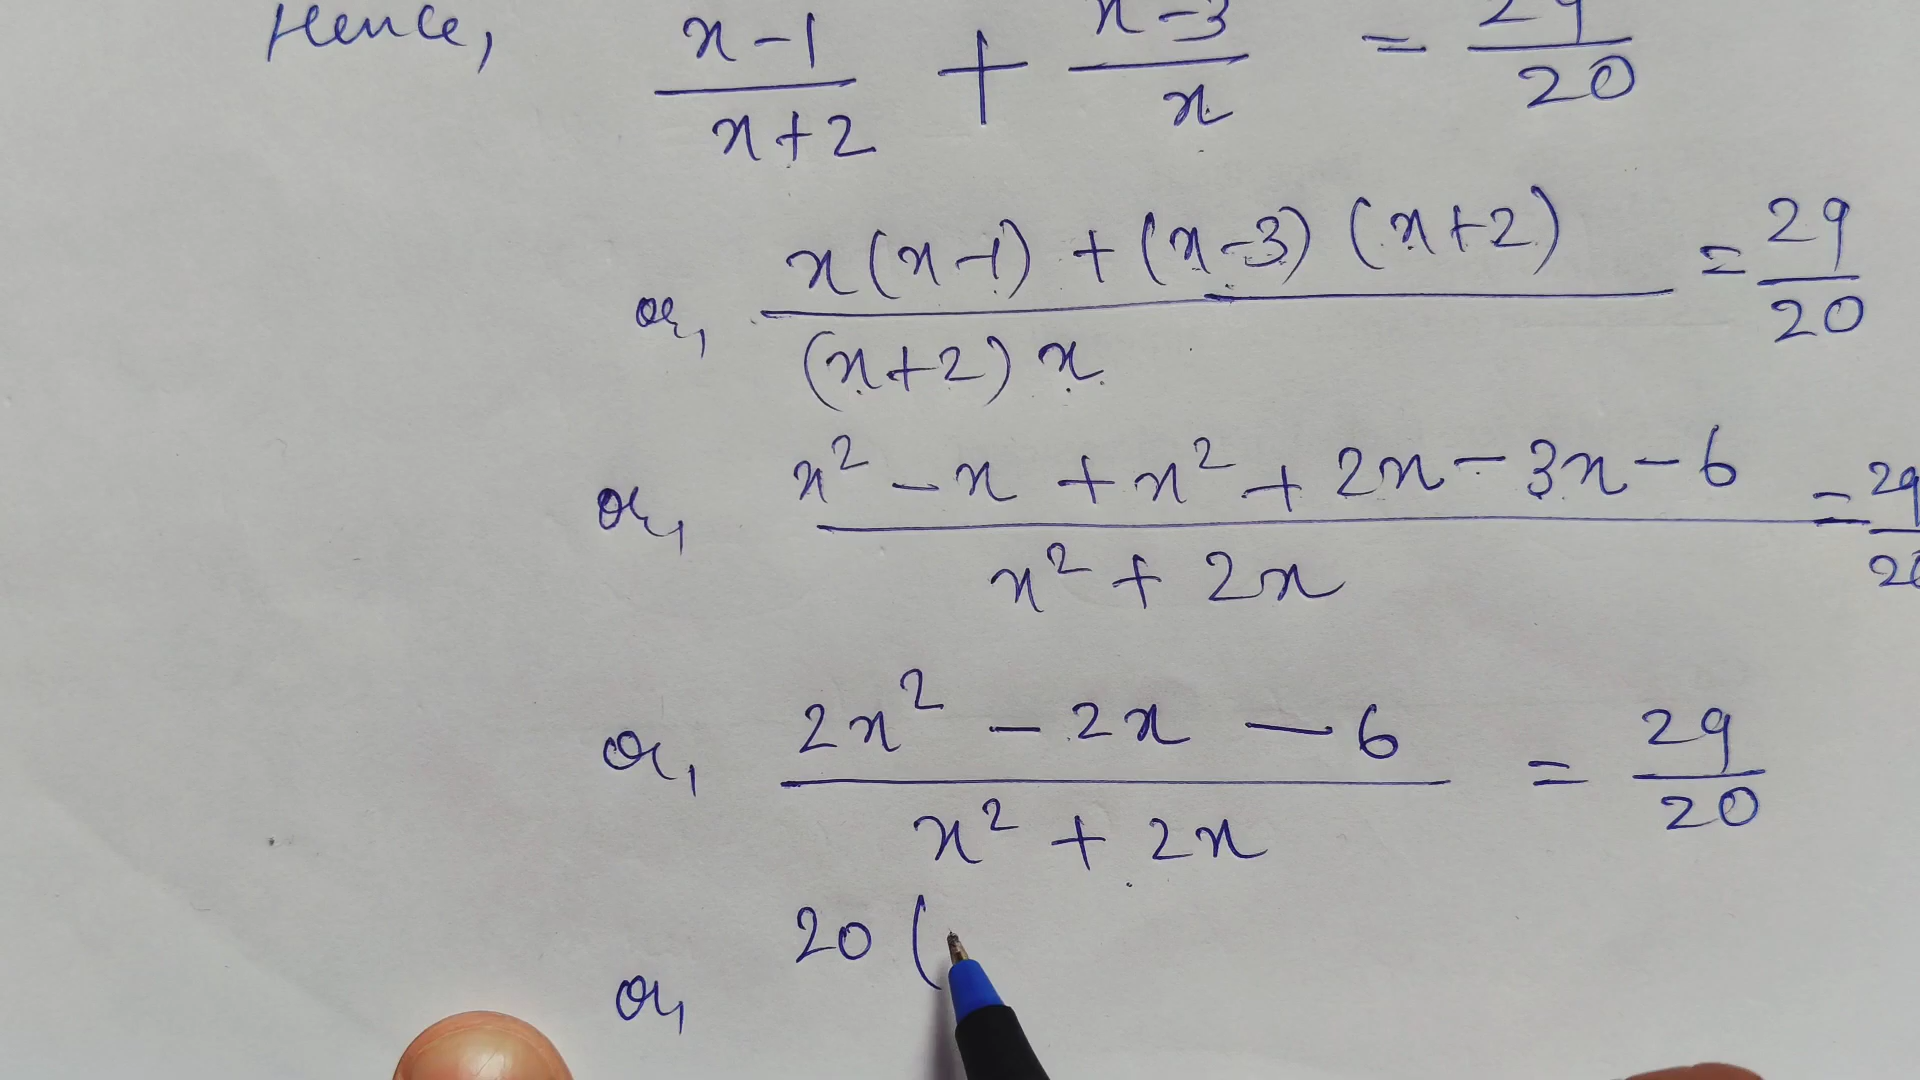 Hence, x-1/x+2 + x-3/x = 29/20
or, x(x-1) + (x-3) (x+2)/(x+2) x = 29/20
or, x² - x + x² + 2x - 3x - 6/x² + 2x = 29/20
or, 2x² - 2x - 6/x² + 2x = 29/20
or, 20 (